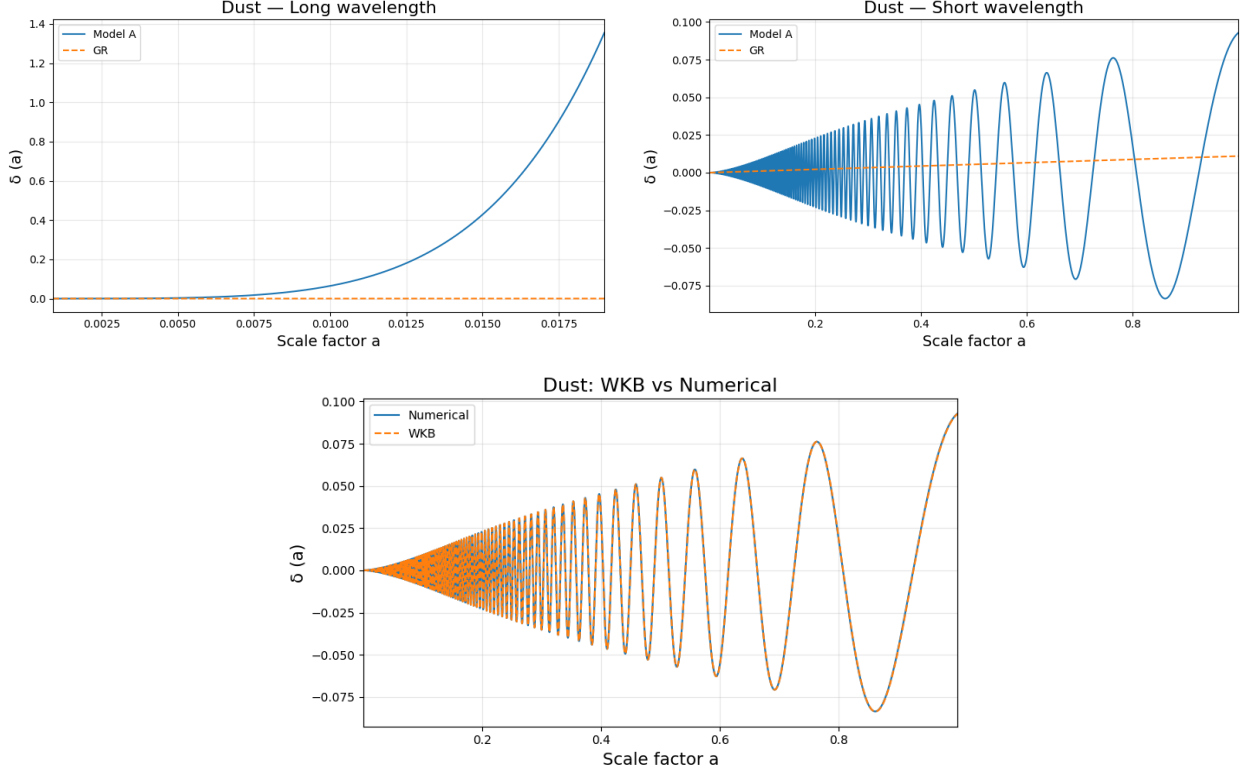 Dust — Long wavelength
1.4
1.2
1.0
0.8
0.6
0.4
0.2
0.0
δ (a)
Model A
GR
0.0025 0.0050 0.0075 0.0100 0.0125 0.0150 0.0175
Scale factor a
Dust — Short wavelength
0.100
0.075
0.050
0.025
0.000
−0.025
−0.050
−0.075
δ (a)
Model A
GR
0.2 0.4 0.6 0.8
Scale factor a
Dust: WKB vs Numerical
0.100
0.075
0.050
0.025
0.000
−0.025
−0.050
−0.075
δ (a)
Numerical
WKB
0.2 0.4 0.6 0.8
Scale factor a